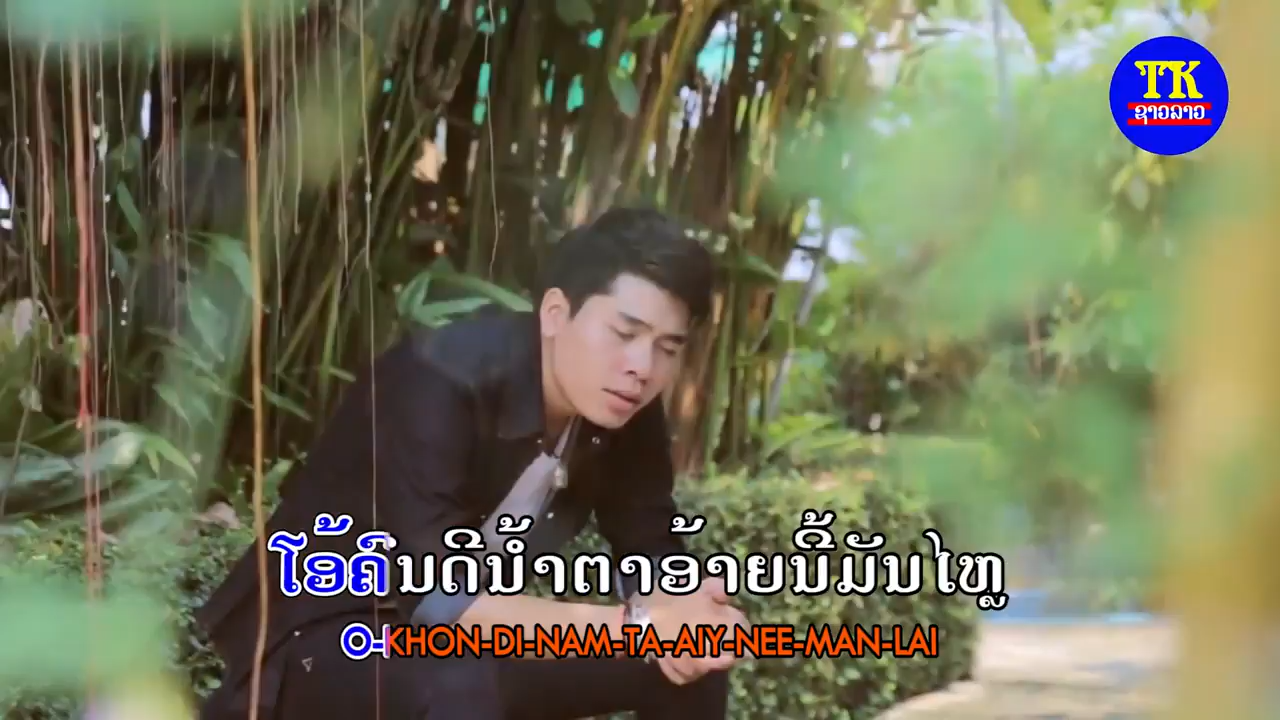 TK
ຊາວລາວ
ໂອ້ຄົນດີນ້ຳຕາອ້າຍນີ້ມັນໄຫຼ
O-KHON-DI-NAM-TA-AIY-NEE-MAN-LAI